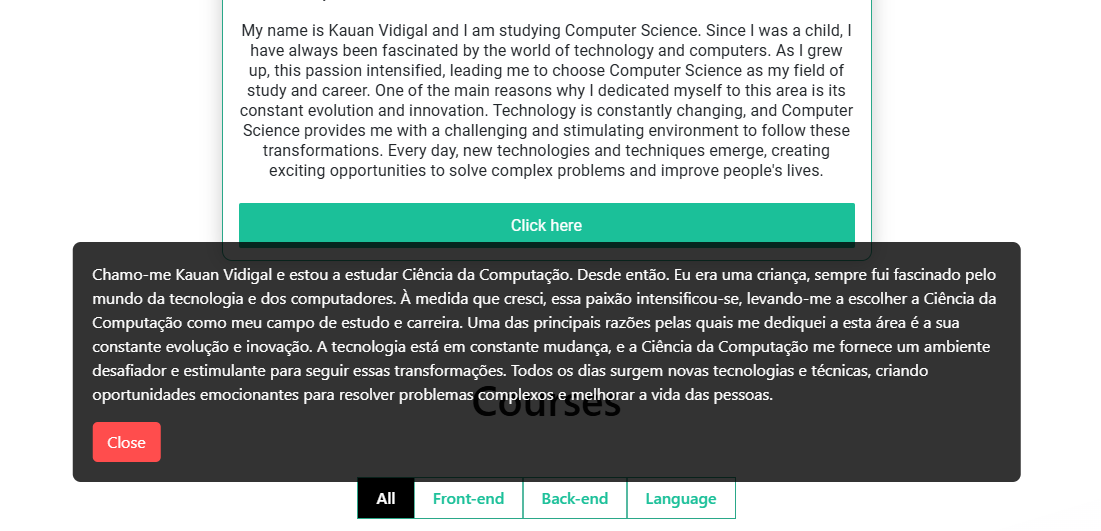 My name is Kauan Vidigal and I am studying Computer Science. Since I was a child, I
have always been fascinated by the world of technology and computers. As I grew
up, this passion intensified, leading me to choose Computer Science as my field of
study and career. One of the main reasons why I dedicated myself to this area is its
constant evolution and innovation. Technology is constantly changing, and Computer
Science provides me with a challenging and stimulating environment to follow these
transformations. Every day, new technologies and techniques emerge, creating
exciting opportunities to solve complex problems and improve people's lives.
Click here
Chamo-me Kauan Vidigal e estou a estudar Ciência da Computação. Desde então. Eu era uma criança, sempre fui fascinado pelo
mundo da tecnologia e dos computadores. À medida que cresci, essa paixão intensificou-se, levando-me a escolher a Ciência da
Computação como meu campo de estudo e carreira. Uma das principais razões pelas quais me dediquei a esta área é a sua
constante evolução e inovação. A tecnologia está em constante mudança, e a Ciência da Computação me fornece um ambiente
desafiador e estimulante para seguir essas transformações. Todos os dias surgem novas tecnologias e técnicas, criando
oportunidades emocionantes para resolver problemas complexos e melhorar a vida das pessoas.
Courses
Close
All Front-end Back-end Language